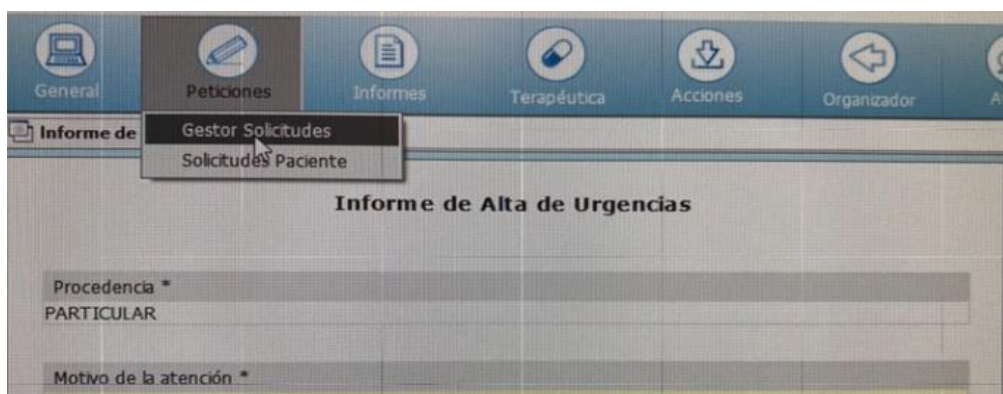 General Peticiones Informes Terapéutica Acciones Organizador A
Informe de
Gestor Solicitudes
Solicitudes Paciente
Informe de Alta de Urgencias
Procedencia *
PARTICULAR
Motivo de la atención *